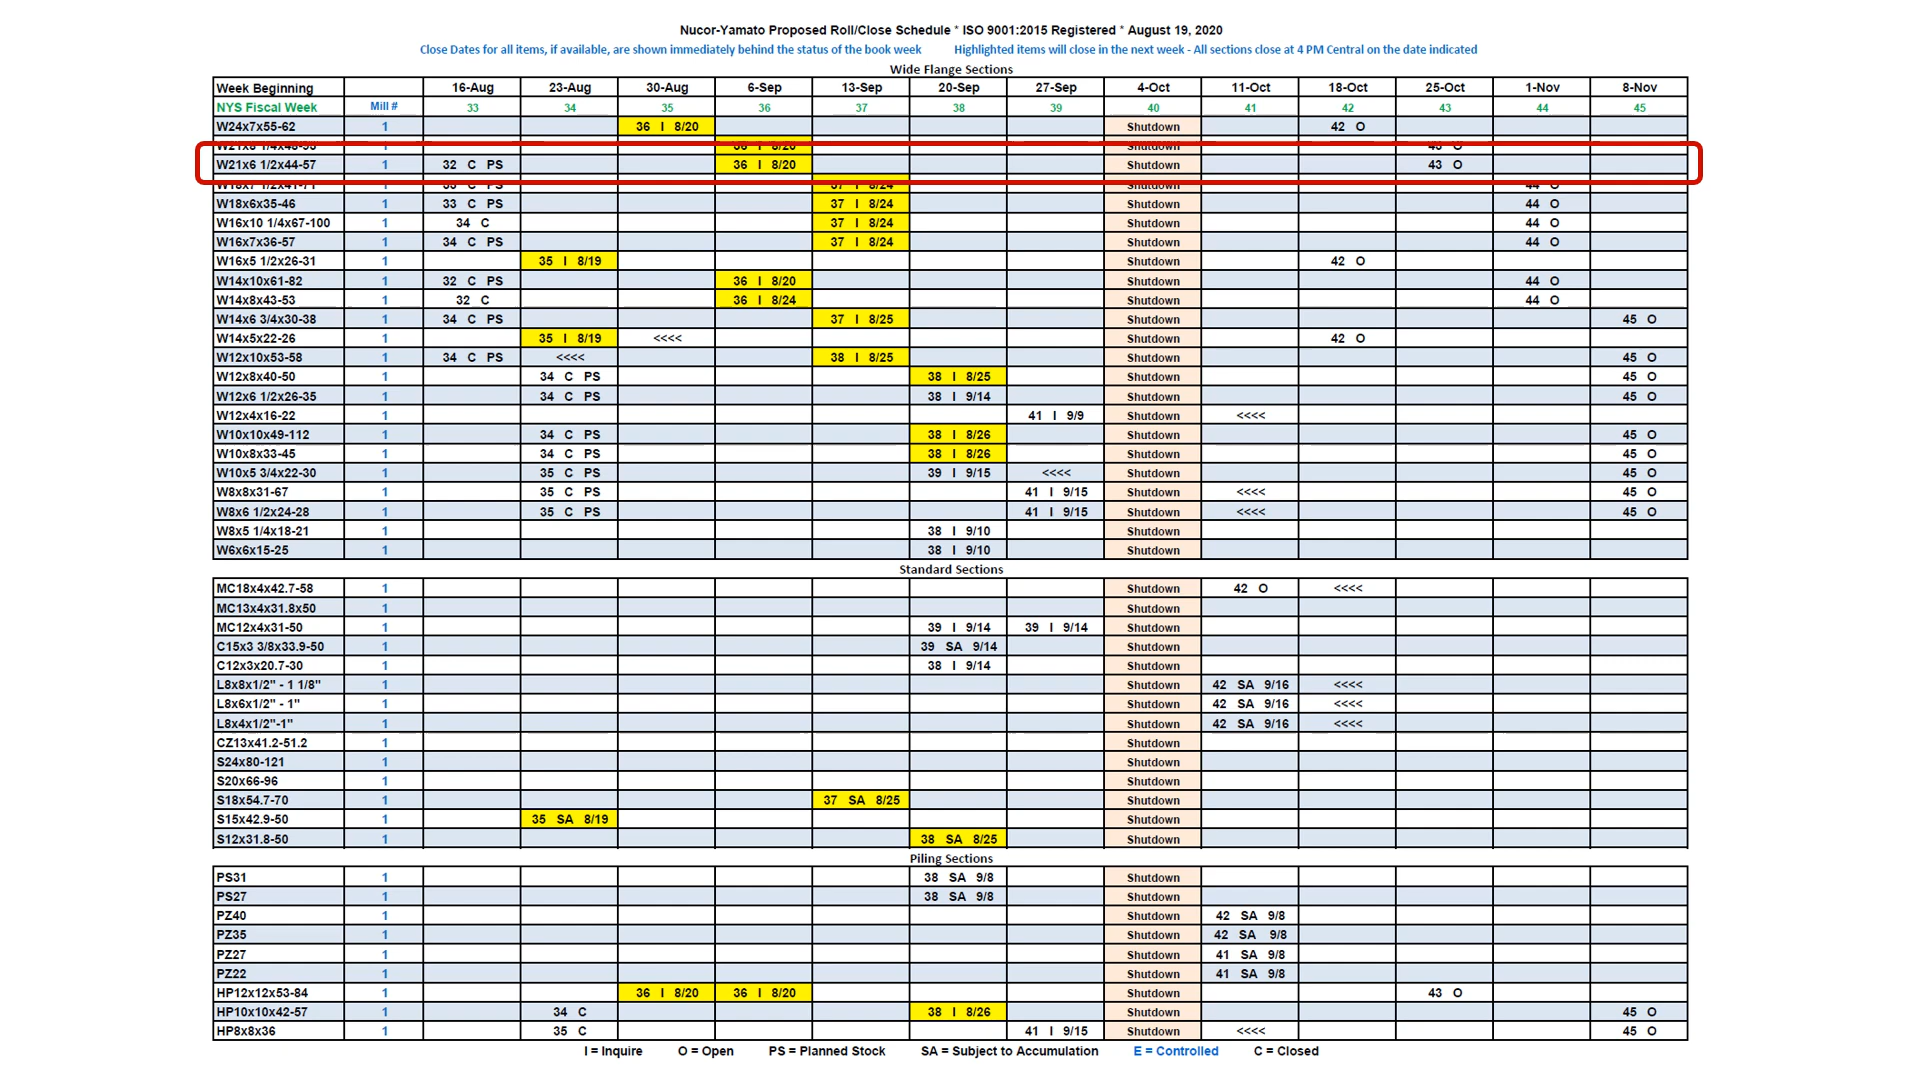 Nucor-Yamato Proposed Roll/Close Schedule * ISO 9001:2015 Registered * August 19, 2020
Close Dates for all items, if available, are shown immediately behind the status of the book week Highlighted items will close in the next week - All sections close at 4 PM Central on the date indicated
Wide Flange Sections
Week Beginning 16-Aug 23-Aug 30-Aug 6-Sep 13-Sep 20-Sep 27-Sep 4-Oct 11-Oct 18-Oct 25-Oct 1-Nov 8-Nov
NYS Fiscal Week Mill # 33 34 35 36 37 38 39 40 41 42 43 44 45
W24x7x55-62 1 36 I 8/20 Shutdown 42 O
W21x8 1/4x48-93 1 36 I 8/20 Shutdown 43 O
W21x6 1/2x44-57 1 32 C PS 36 I 8/20 Shutdown 43 O
W18x7 1/2x41-71 1 33 C PS 37 I 8/24 Shutdown 44 O
W18x6x35-46 1 33 C PS 37 I 8/24 Shutdown 44 O
W16x10 1/4x67-100 1 34 C 37 I 8/24 Shutdown 44 O
W16x7x36-57 1 34 C PS 37 I 8/24 Shutdown 44 O
W16x5 1/2x26-31 1 35 I 8/19 Shutdown 42 O
W14x10x61-82 1 32 C PS 36 I 8/20 Shutdown 44 O
W14x8x43-53 1 32 C 36 I 8/24 Shutdown 44 O
W14x6 3/4x30-38 1 34 C PS 37 I 8/25 Shutdown 45 O
W14x5x22-26 1 35 I 8/19 <<<< Shutdown 42 O
W12x10x53-58 1 34 C PS <<<< 38 I 8/25 Shutdown 45 O
W12x8x40-50 1 34 C PS 38 I 8/25 Shutdown 45 O
W12x6 1/2x26-35 1 34 C PS 38 I 9/14 Shutdown 45 O
W12x4x16-22 1 41 I 9/9 Shutdown <<<<
W10x10x49-112 1 34 C PS 38 I 8/26 Shutdown 45 O
W10x8x33-45 1 34 C PS 38 I 8/26 Shutdown 45 O
W10x5 3/4x22-30 1 35 C PS 39 I 9/15 <<<< Shutdown 45 O
W8x8x31-67 1 35 C PS 41 I 9/15 Shutdown <<<< 45 O
W8x6 1/2x24-28 1 35 C PS 41 I 9/15 Shutdown <<<< 45 O
W8x5 1/4x18-21 1 38 I 9/10 Shutdown
W6x6x15-25 1 38 I 9/10 Shutdown
Standard Sections
MC18x4x42.7-58 1 Shutdown 42 O <<<<
MC13x4x31.8x50 1 Shutdown
MC12x4x31-50 1 39 I 9/14 39 I 9/14 Shutdown
C15x3 3/8x33.9-50 1 39 SA 9/14 Shutdown
C12x3x20.7-30 1 38 I 9/14 Shutdown
L8x8x1/2" - 1 1/8" 1 Shutdown 42 SA 9/16 <<<<
L8x6x1/2" - 1" 1 Shutdown 42 SA 9/16 <<<<
L8x4x1/2"-1" 1 Shutdown 42 SA 9/16 <<<<
CZ13x41.2-51.2 1 Shutdown
S24x80-121 1 Shutdown
S20x66-96 1 Shutdown
S18x54.7-70 1 37 SA 8/25 Shutdown
S15x42.9-50 1 35 SA 8/19 Shutdown
S12x31.8-50 1 38 SA 8/25 Shutdown
Piling Sections
PS31 1 38 SA 9/8 Shutdown
PS27 1 38 SA 9/8 Shutdown
PZ40 1 Shutdown 42 SA 9/8
PZ35 1 Shutdown 42 SA 9/8
PZ27 1 Shutdown 41 SA 9/8
PZ22 1 Shutdown 41 SA 9/8
HP12x12x53-84 1 36 I 8/20 36 I 8/20 Shutdown 43 O
HP10x10x42-57 1 34 C 38 I 8/26 Shutdown 45 O
HP8x8x36 1 35 C 41 I 9/15 Shutdown <<<< 45 O
I = Inquire O = Open PS = Planned Stock SA = Subject to Accumulation E = Controlled C = Closed